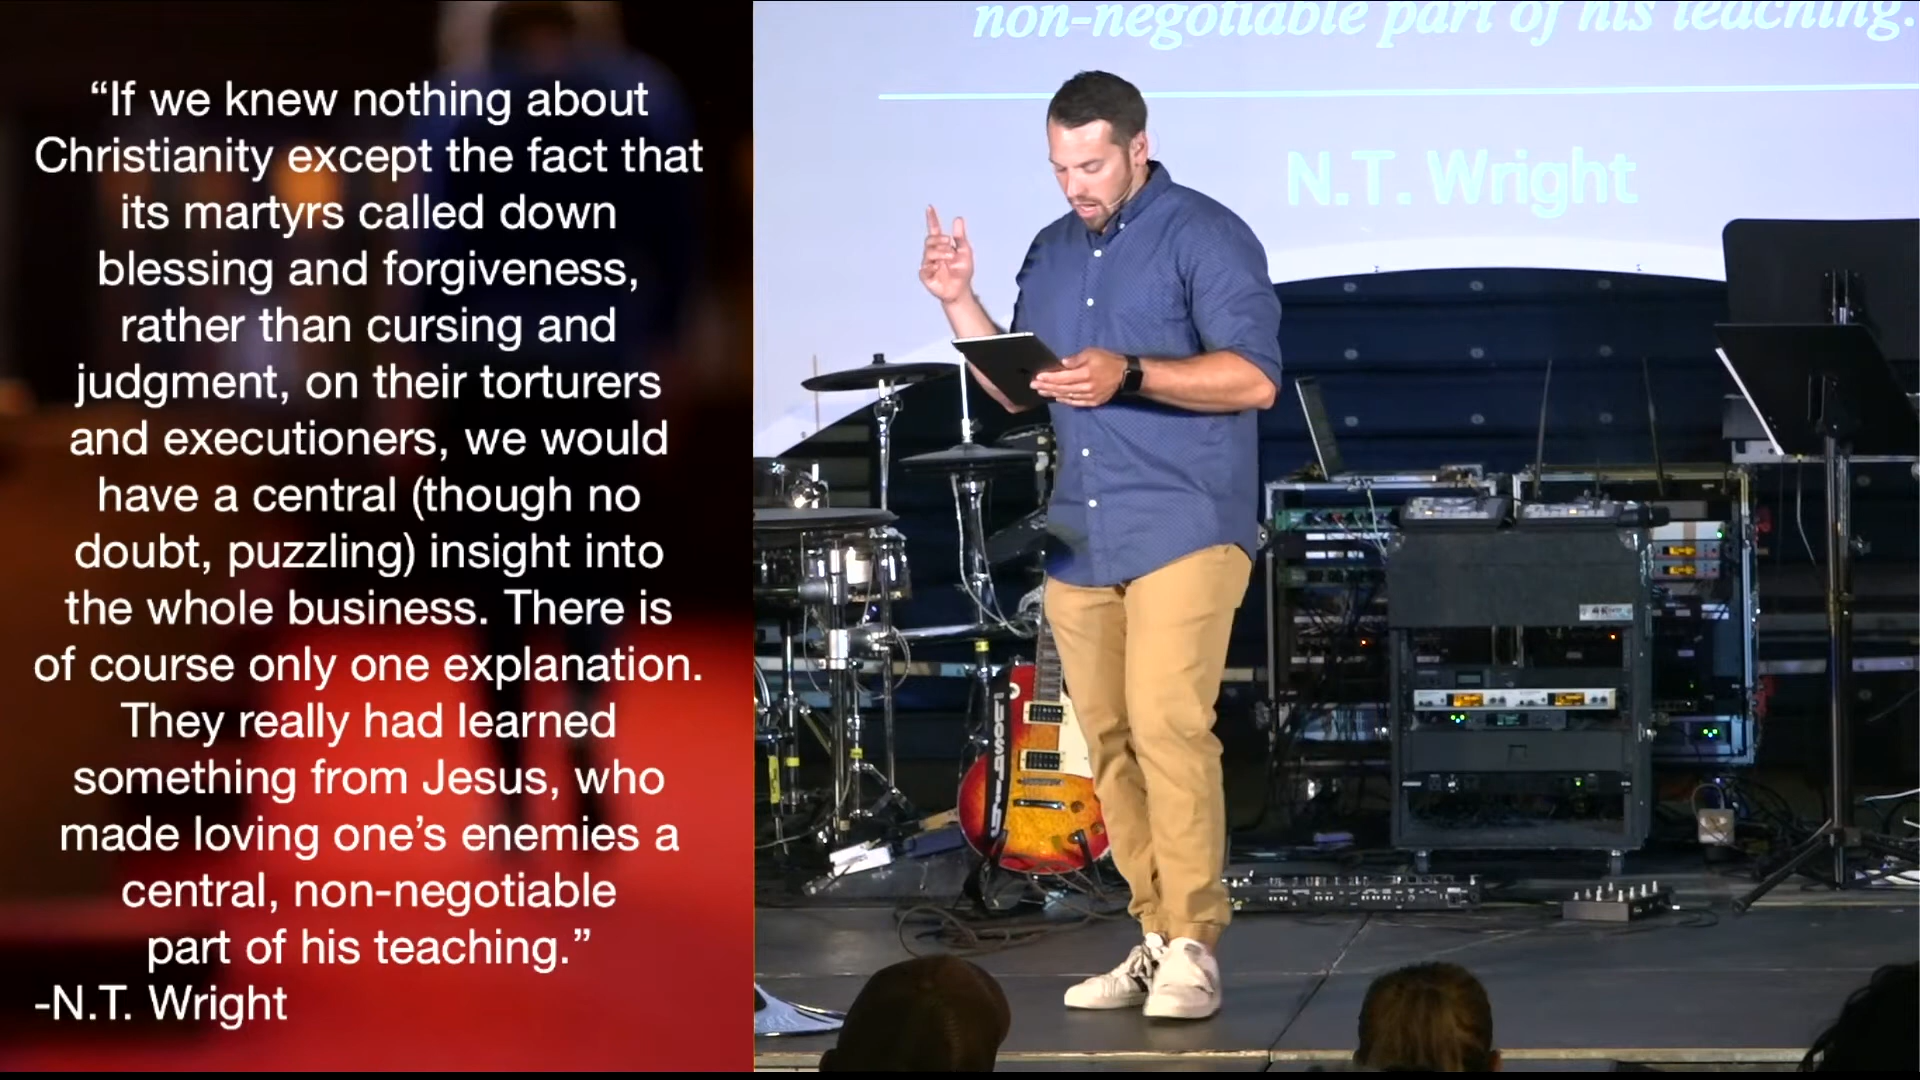 “If we knew nothing about
Christianity except the fact that
its martyrs called down
blessing and forgiveness,
rather than cursing and
judgment, on their torturers
and executioners, we would
have a central (though no
doubt, puzzling) insight into
the whole business. There is
of course only one explanation.
They really had learned
something from Jesus, who
made loving one’s enemies a
central, non-negotiable
part of his teaching.”
-N.T. Wright
non-negotiable part of his teaching.
N.T. Wright